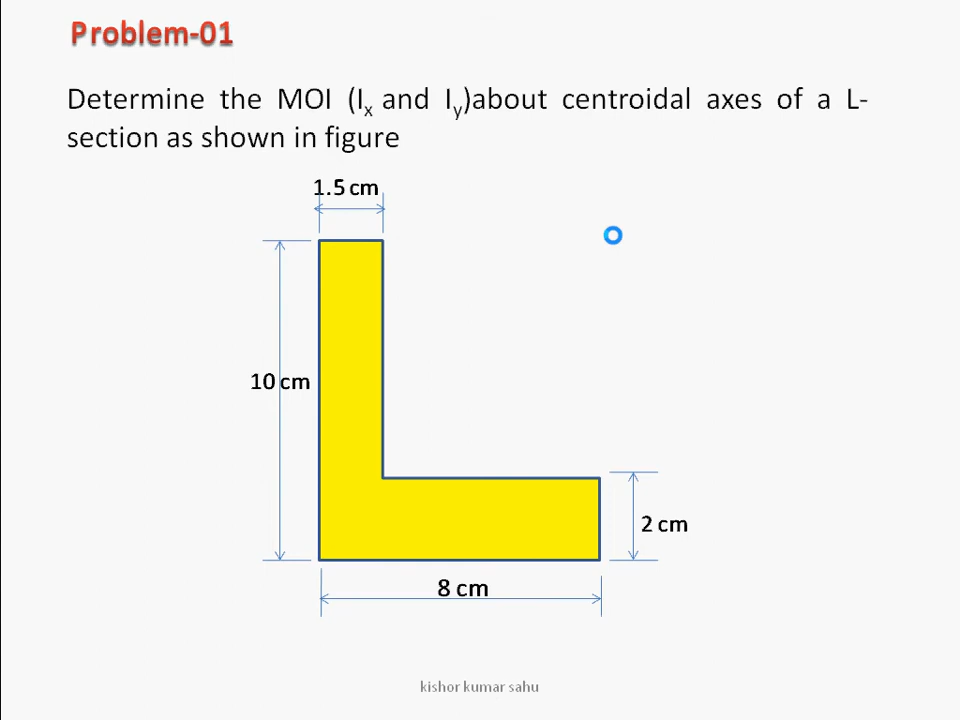 Problem-01
Determine the MOI (Ix and Iy)about centroidal axes of a L-
section as shown in figure
1.5 cm
10 cm
2 cm
8 cm
kishor kumar sahu